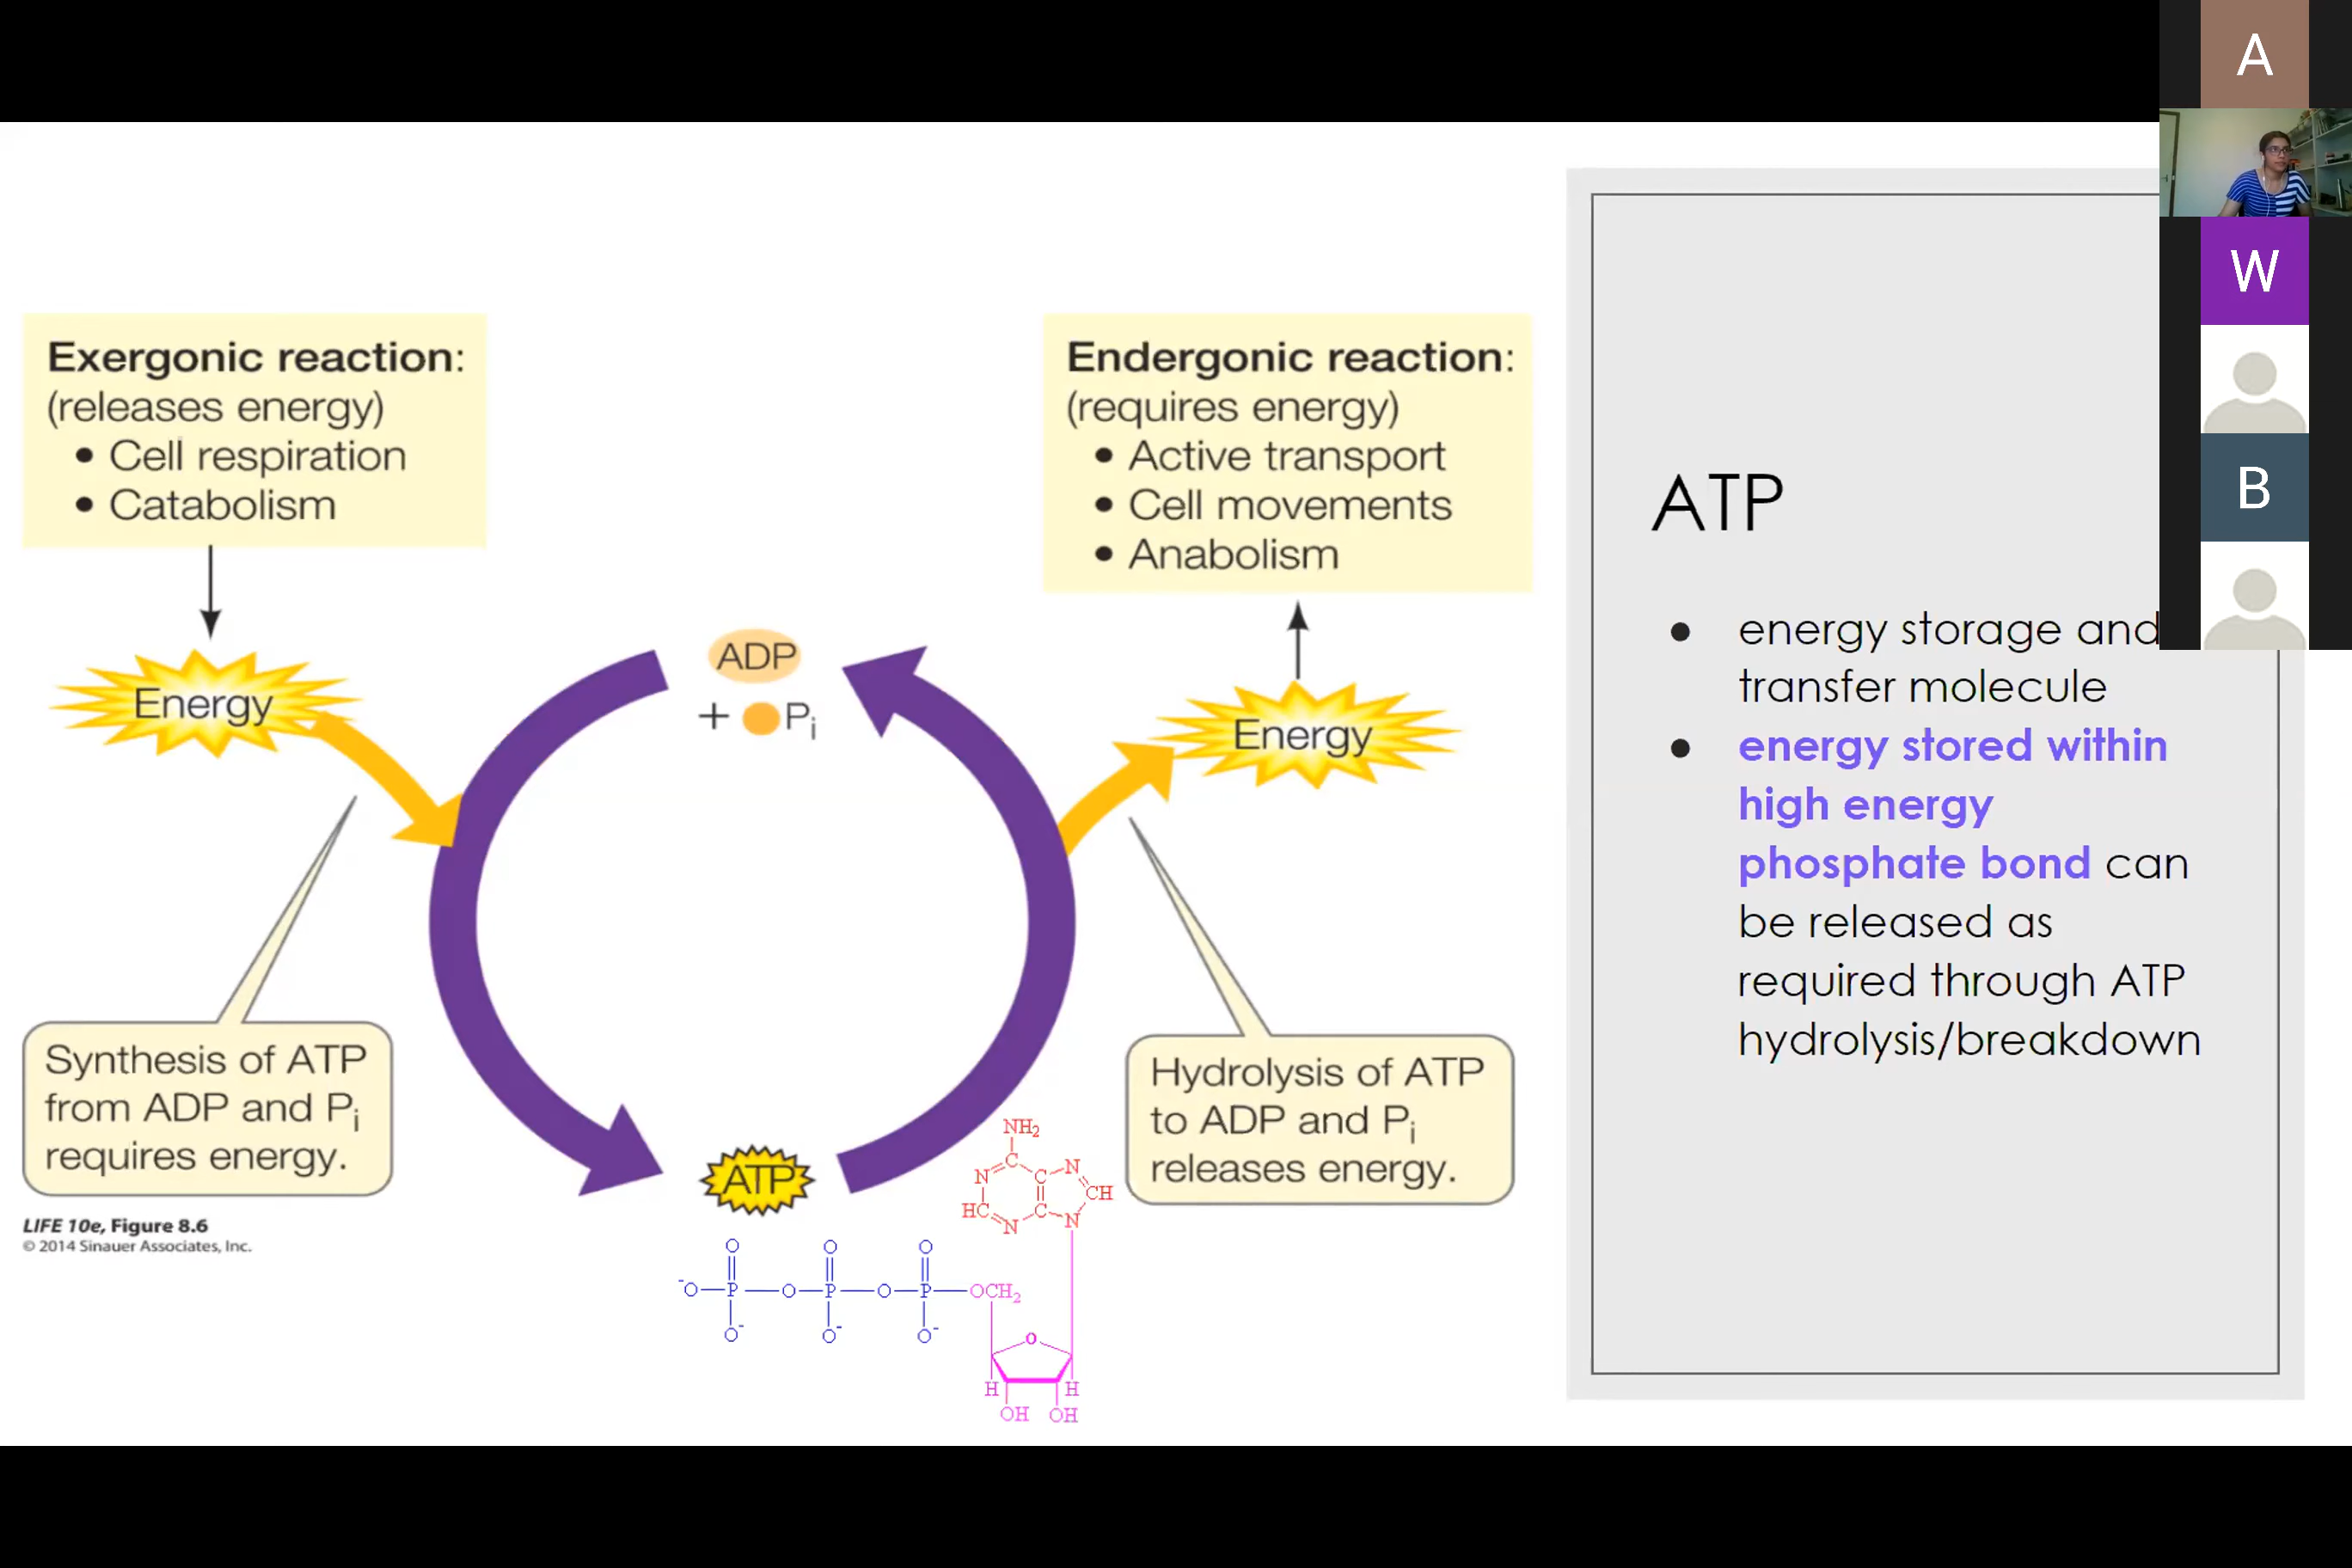 A
W
B
Exergonic reaction:
(releases energy)
• Cell respiration
• Catabolism
Energy
Synthesis of ATP
from ADP and Pi
requires energy.
ADP
+ Pi
ATP
Endergonic reaction:
(requires energy)
• Active transport
• Cell movements
• Anabolism
Energy
Hydrolysis of ATP
to ADP and Pi
releases energy.
LIFE 10e, Figure 8.6
© 2014 Sinauer Associates, Inc.
NH2
N C C N
CH
HC N C N
O O O
-O P O P O P OCH2
O- O- O-
O
H H
OH OH
ATP
● energy storage and
transfer molecule
● energy stored within
high energy
phosphate bond can
be released as
required through ATP
hydrolysis/breakdown